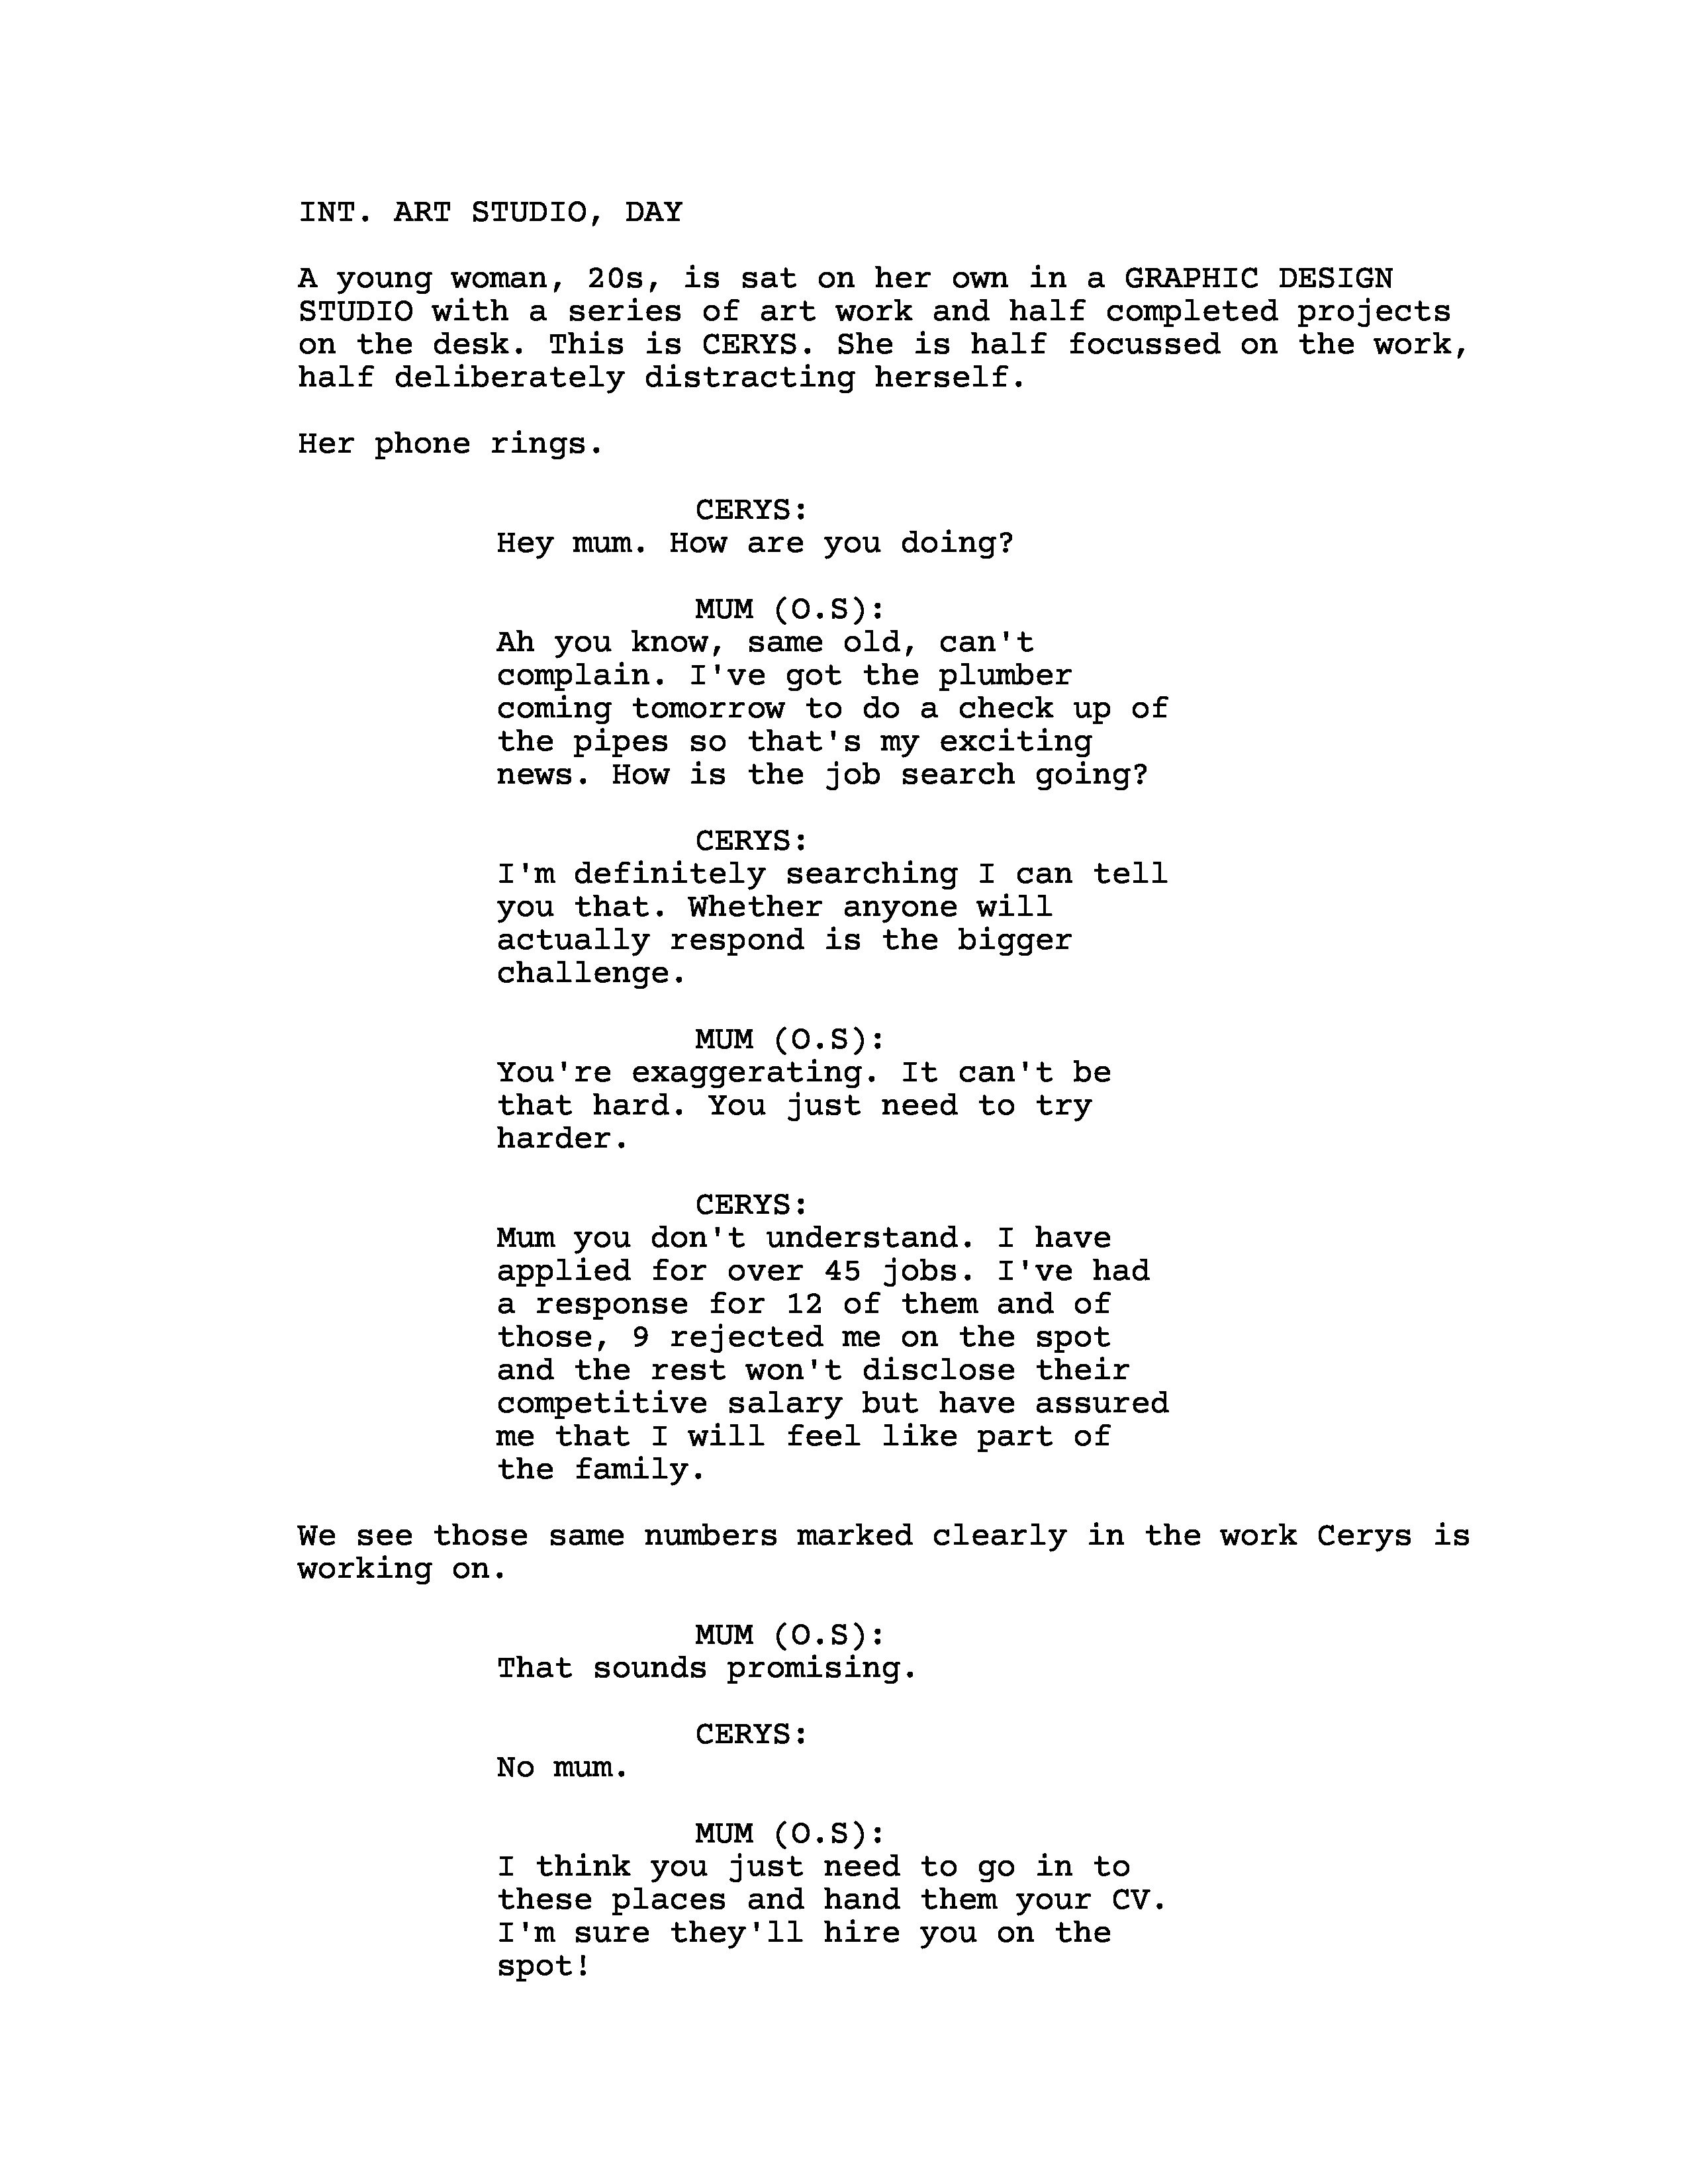 INT. ART STUDIO, DAY
A young woman, 20s, is sat on her own in a GRAPHIC DESIGN
STUDIO with a series of art work and half completed projects
on the desk. This is CERYS. She is half focussed on the work,
half deliberately distracting herself.
Her phone rings.
CERYS:
Hey mum. How are you doing?
MUM (O.S):
Ah you know, same old, can't
complain. I've got the plumber
coming tomorrow to do a check up of
the pipes so that's my exciting
news. How is the job search going?
CERYS:
I'm definitely searching I can tell
you that. Whether anyone will
actually respond is the bigger
challenge.
MUM (O.S):
You're exaggerating. It can't be
that hard. You just need to try
harder.
CERYS:
Mum you don't understand. I have
applied for over 45 jobs. I've had
a response for 12 of them and of
those, 9 rejected me on the spot
and the rest won't disclose their
competitive salary but have assured
me that I will feel like part of
the family.
We see those same numbers marked clearly in the work Cerys is
working on.
MUM (O.S):
That sounds promising.
CERYS:
No mum.
MUM (O.S):
I think you just need to go in to
these places and hand them your CV.
I'm sure they'll hire you on the
spot!